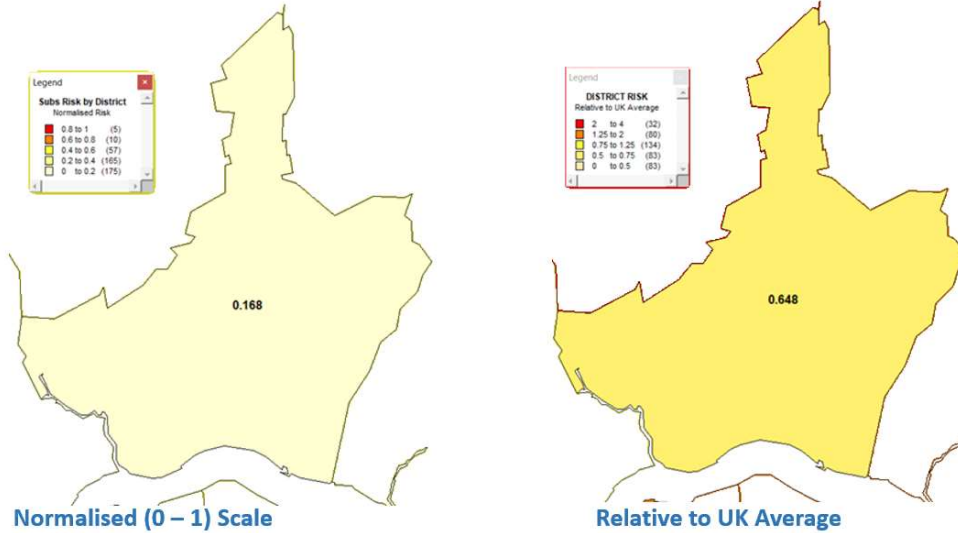 Legend
Subs Risk by District
Normalised Risk
0.8 to 1 (5)
0.6 to 0.8 (10)
0.4 to 0.6 (57)
0.2 to 0.4 (165)
0 to 0.2 (175)
0.168
Normalised (0 – 1) Scale
Legend
DISTRICT RISK
Relative to UK Average
2 to 4 (32)
1.25 to 2 (80)
0.75 to 1.25 (134)
0.5 to 0.75 (83)
0 to 0.5 (83)
0.648
Relative to UK Average